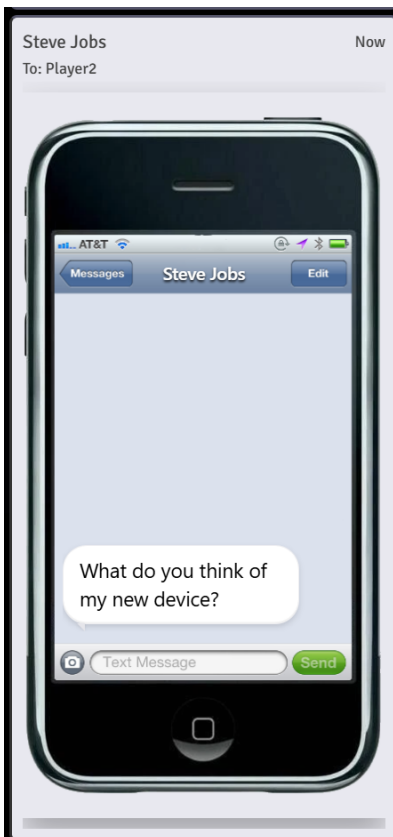 Steve Jobs
Now
To: Player2
AT&T
Messages
Steve Jobs
Edit
What do you think of
my new device?
Text Message
Send